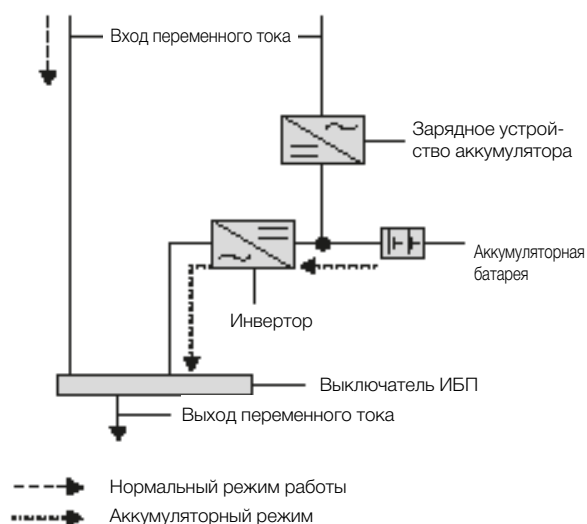 Вход переменного тока
Зарядное устрой-
ство аккумулятора
Аккумуляторная
батарея
Инвертор
Выключатель ИБП
Выход переменного тока
Нормальный режим работы
Аккумуляторный режим